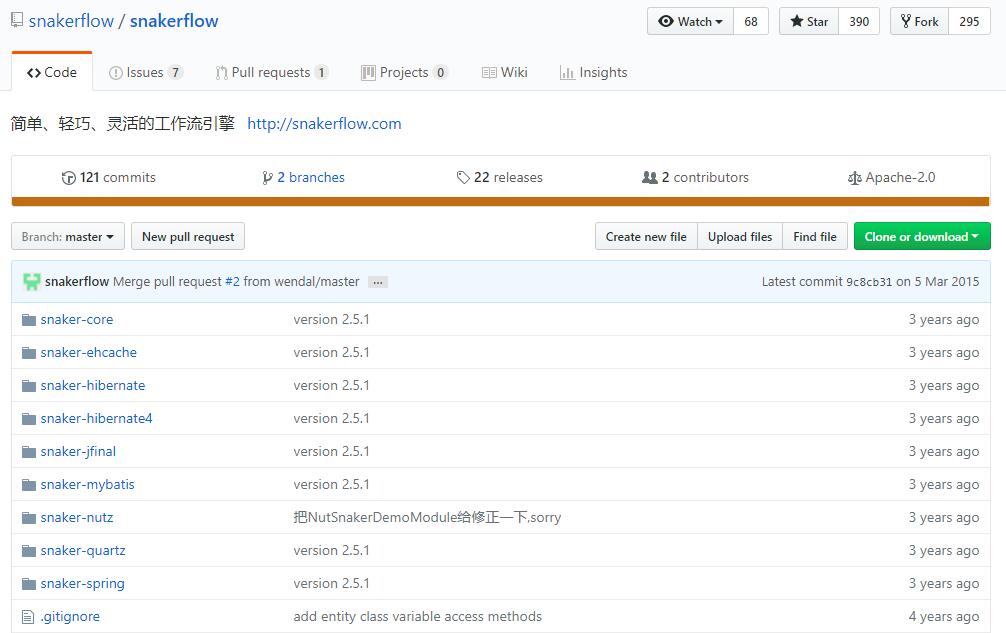 snakerflow / snakerflow Watch 68 Star 390 Fork 295
Code Issues 7 Pull requests 1 Projects 0 Wiki Insights
简单、轻巧、灵活的工作流引擎 http://snakerflow.com
121 commits 2 branches 22 releases 2 contributors Apache-2.0
Branch: master New pull request Create new file Upload files Find file Clone or download
snakerflow Merge pull request #2 from wendal/master ... Latest commit 9c8cb31 on 5 Mar 2015
snaker-core version 2.5.1 3 years ago
snaker-ehcache version 2.5.1 3 years ago
snaker-hibernate version 2.5.1 3 years ago
snaker-hibernate4 version 2.5.1 3 years ago
snaker-jfinal version 2.5.1 3 years ago
snaker-mybatis version 2.5.1 3 years ago
snaker-nutz 把NutSnakerDemoModule给修正一下,sorry 3 years ago
snaker-quartz version 2.5.1 3 years ago
snaker-spring version 2.5.1 3 years ago
.gitignore add entity class variable access methods 4 years ago